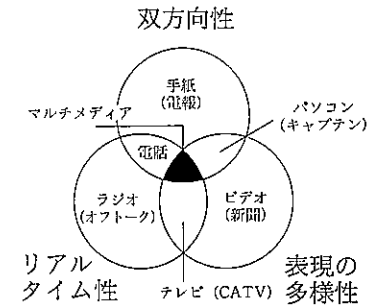 双方向性
手紙
(電報)
マルチメディア
パソコン
(キャプテン)
電話
ラジオ
(オフトーク)
ビデオ
(新聞)
リアル
タイム性
テレビ (CATV)
表現の
多様性